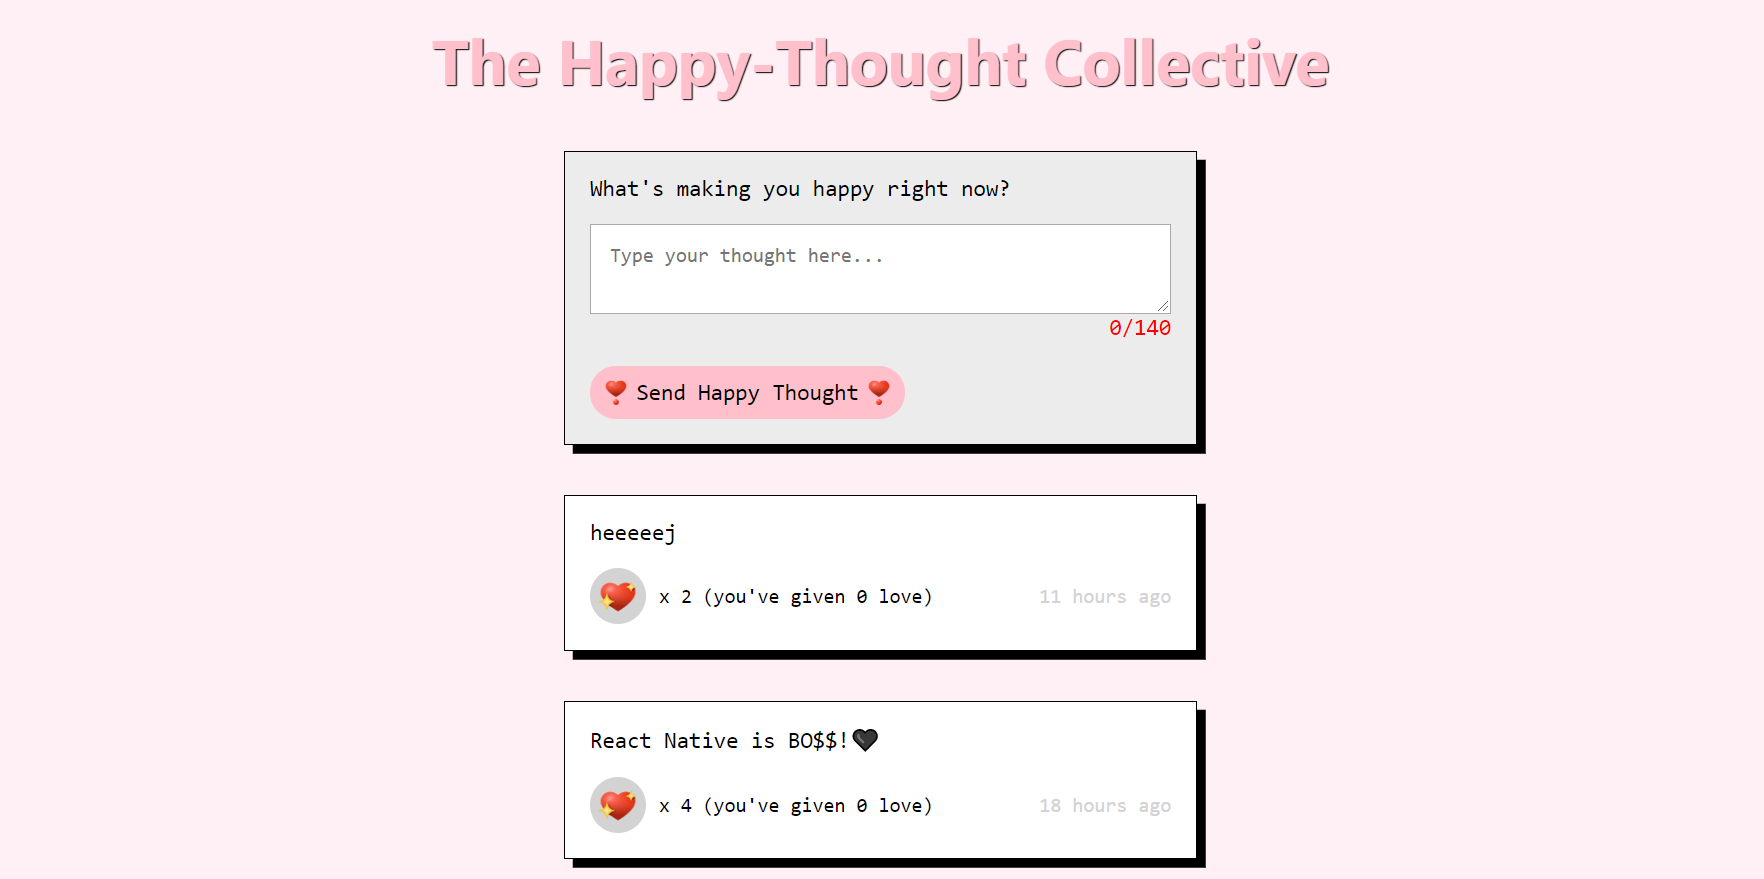 The Happy-Thought Collective
What's making you happy right now?
Type your thought here...
0/140
❣️ Send Happy Thought ❣️
heeeeej
💖 x 2 (you've given 0 love) 11 hours ago
React Native is BO$$!🖤
💖 x 4 (you've given 0 love) 18 hours ago